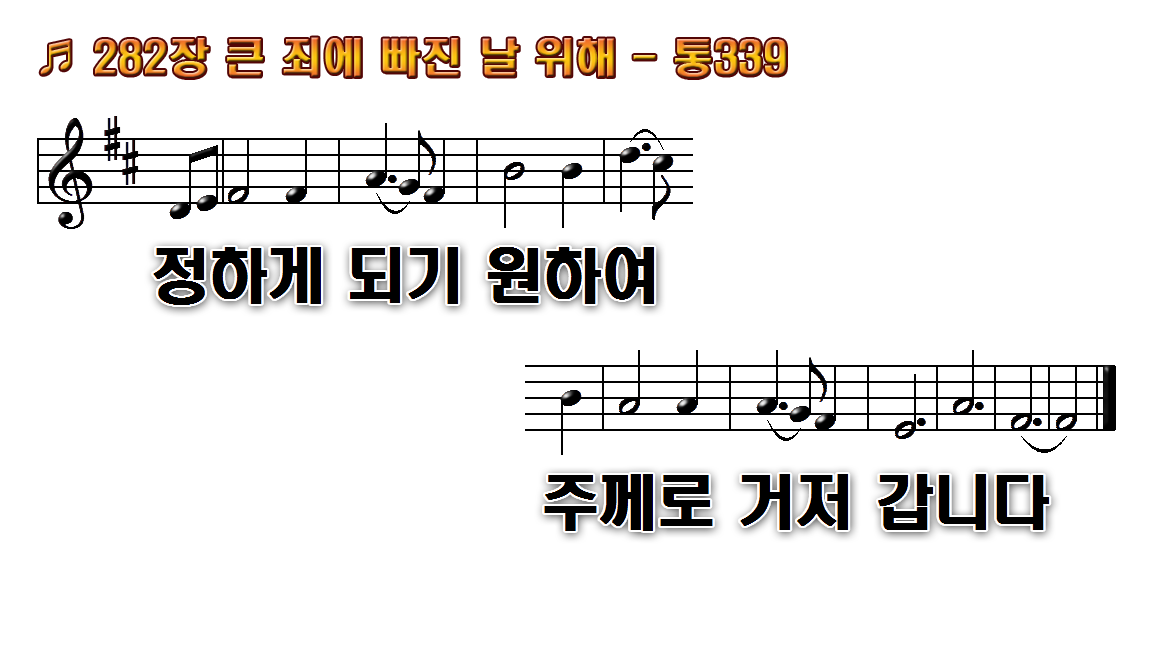 ♬ 282장 큰 죄에 빠진 날 위해 - 통339
정하게 되기 원하여
주께로 거저 갑니다